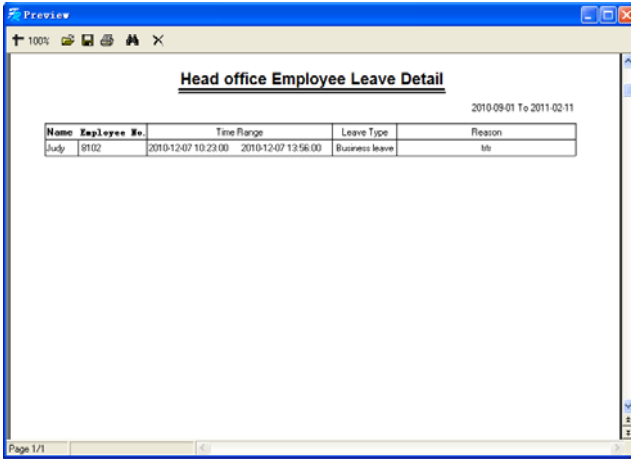 Preview
100%
Head office Employee Leave Detail
2010-09-01 To 2011-02-11
Name Employee No. Time Range Leave Type Reason
Judy 8102 2010-12-07 10:23:00 2010-12-07 13:56:00 Business leave
Page 1/1